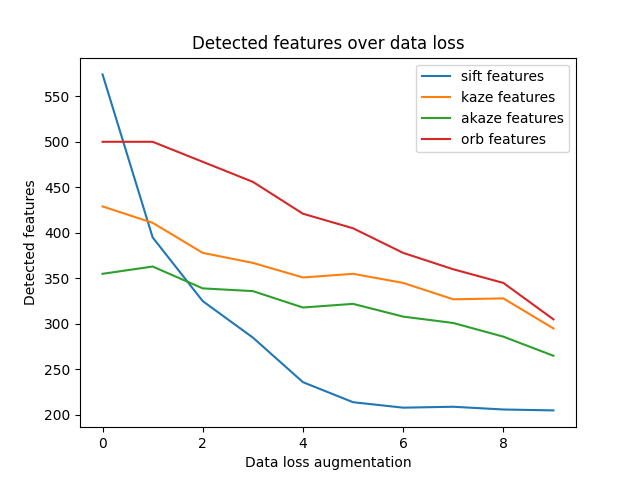 Detected features over data loss
sift features
kaze features
akaze features
orb features
Detected features
550
500
450
400
350
300
250
200
0 2 4 6 8
Data loss augmentation